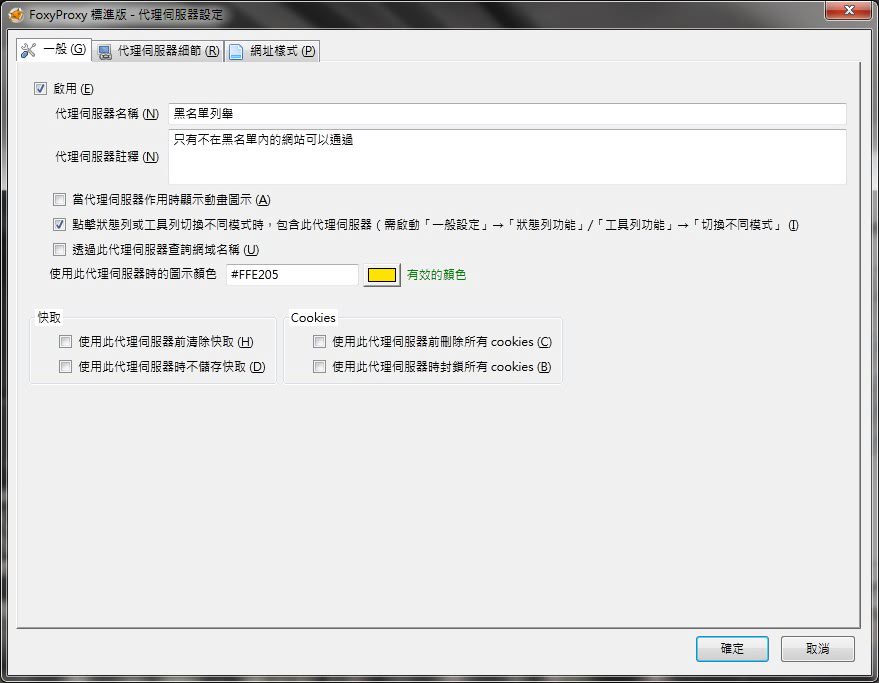 FoxyProxy 標準版 - 代理伺服器設定
一般 (G) 代理伺服器細節 (R) 網址樣式 (P)
啟用 (E)
代理伺服器名稱 (N) 黑名單列舉
代理伺服器註釋 (N) 只有不在黑名單內的網站可以通過
當代理伺服器作用時顯示動畫圖示 (A)
點擊狀態列或工具列切換不同模式時，包含此代理伺服器（需啟動「一般設定」→「狀態列功能」/「工具列功能」→「切換不同模式」 (I)
透過此代理伺服器查詢網域名稱 (U)
使用此代理伺服器時的圖示顏色 #FFE205 有效的顏色
快取 Cookies
使用此代理伺服器前清除快取 (H) 使用此代理伺服器前刪除所有 cookies (C)
使用此代理伺服器時不儲存快取 (D) 使用此代理伺服器時封鎖所有 cookies (B)
確定 取消